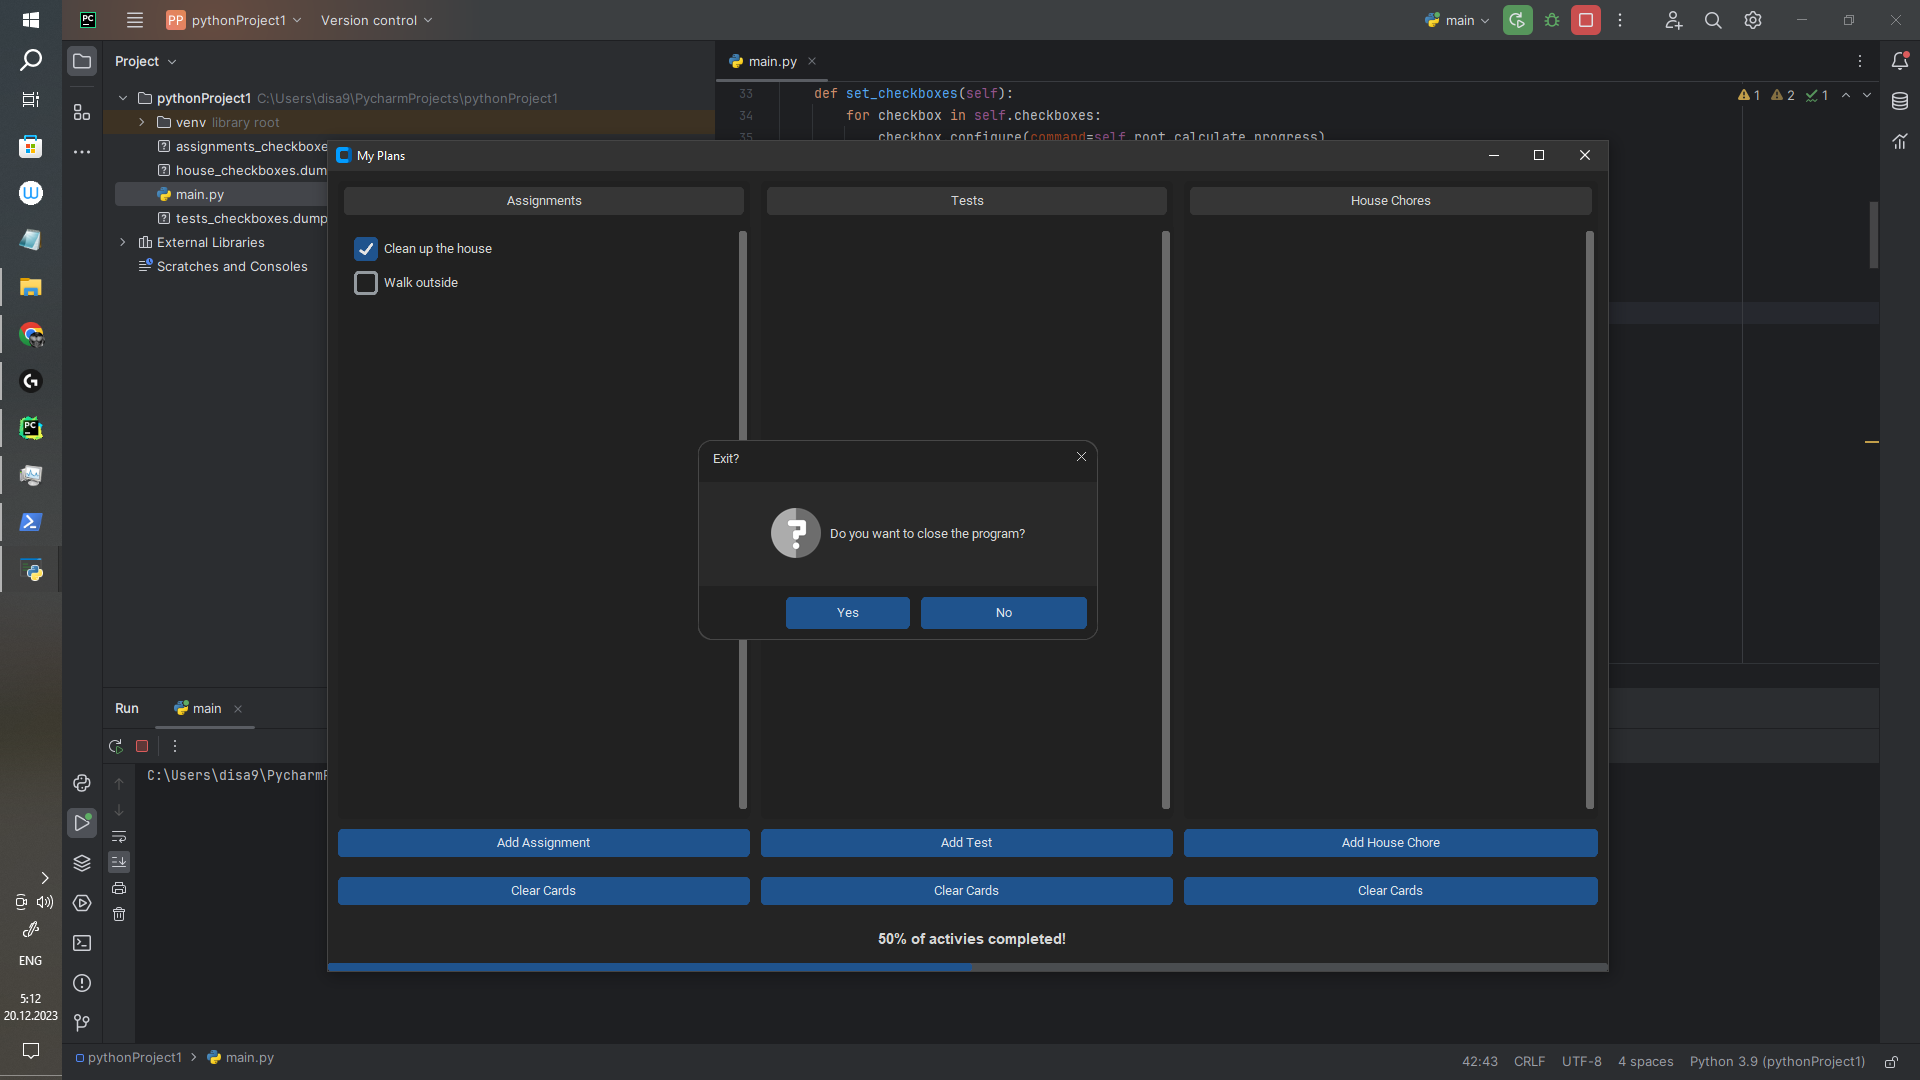 PP pythonProject1
Version control
main
Project
main.py
pythonProject1 C:\Users\disa9\PycharmProjects\pythonProject1
venv library root
assignments_checkboxe
house_checkboxes.dum
main.py
tests_checkboxes.dump
External Libraries
Scratches and Consoles
33 def set_checkboxes(self):
34 for checkbox in self.checkboxes:
35 checkbox.configure(command=self.root.calculate_progress)
1 2 1
My Plans
Assignments
Tests
House Chores
Clean up the house
Walk outside
Exit?
Do you want to close the program?
Yes
No
Add Assignment
Add Test
Add House Chore
Clear Cards
Clear Cards
Clear Cards
50% of activies completed!
Run
main
C:\Users\disa9\PycharmP
ENG
5:12
20.12.2023
pythonProject1 > main.py
42:43 CRLF UTF-8 4 spaces Python 3.9 (pythonProject1)